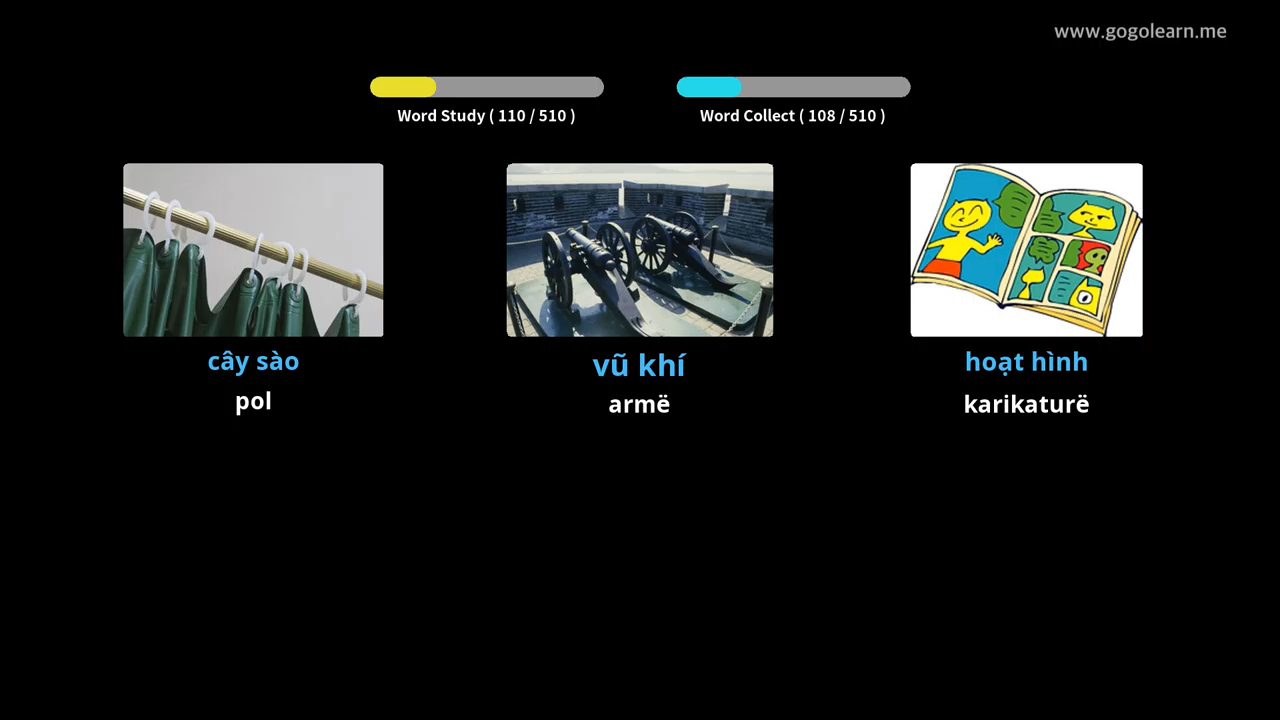 www.gogolearn.me
Word Study ( 110 / 510 )
Word Collect ( 108 / 510 )
cây sào
pol
vũ khí
armë
hoạt hình
karikaturë